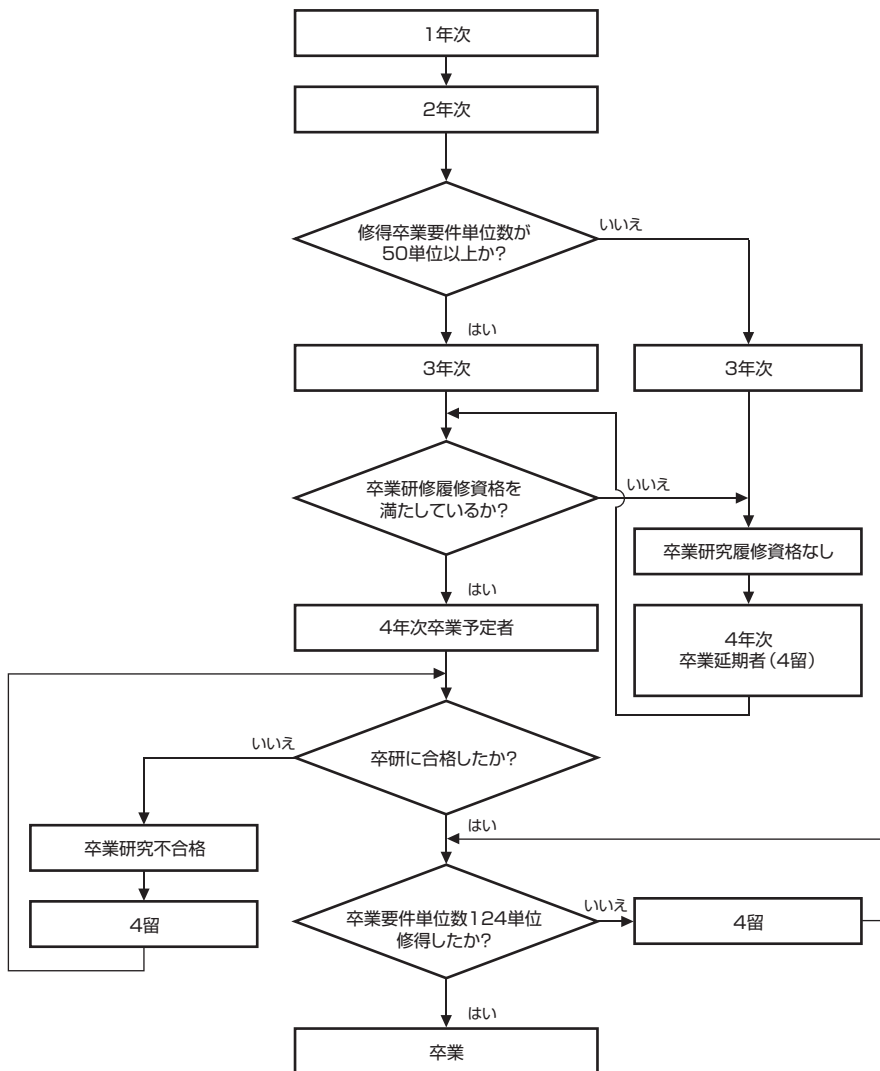 1年次
2年次
修得卒業要件単位数が
50単位以上か?
いいえ
はい
3年次
3年次
卒業研修履修資格を
満たしているか?
いいえ
卒業研究履修資格なし
はい
4年次卒業予定者
4年次
卒業延期者(4留)
卒研に合格したか?
いいえ
はい
卒業研究不合格
4留
卒業要件単位数124単位
修得したか?
いいえ
4留
はい
卒業